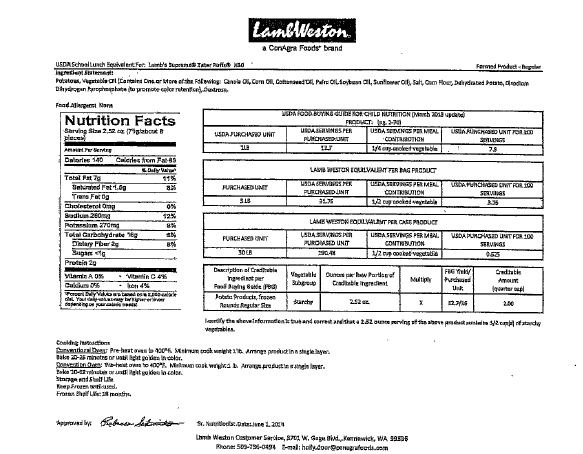 LambWeston
a ConAgra Foods brand
USDA School Lunch Equivalent For: Lamb's Supreme® Tater Puffs® H30
Formed Product - Regular
Ingredient Statement:
Potatoes, Vegetable Oil (Contains One or More of the Following: Canola Oil, Corn Oil, Cottonseed Oil, Palm Oil, Soybean Oil, Sunflower Oil), Salt, Corn Flour, Dehydrated Potato, Disodium
Dihydrogen Pyrophosphate (to promote color retention), Dextrose.
Food Allergens: None
Nutrition Facts
Serving Size 2.52 oz (71g/about 8
pieces)
Amount Per Serving
Calories 140 Calories from Fat 60
% Daily Value*
Total Fat 7g 11%
Saturated Fat 1.5g 8%
Trans Fat 0g
Cholesterol 0mg 0%
Sodium 280mg 12%
Potassium 270mg 8%
Total Carbohydrate 16g
Dietary Fiber 2g 8%
Sugars <1g
Protein 2g
Vitamin A 0% • Vitamin C 4%
Calcium 0% • Iron 4%
*Percent Daily Values are based on a 2,000 calorie
diet. Your daily values may be higher or lower
depending on your calorie needs:
USDA FOOD BUYING GUIDE FOR CHILD NUTRITION (March 2013 update)
PRODUCT: (p.g. 2-70)
USDA PURCHASED UNIT
USDA SERVINGS PER PURCHASED UNIT
USDA SERVINGS PER MEAL CONTRIBUTION
USDA PURCHASED UNIT FOR 100 SERVINGS
1LB 12.7 1/4 cup cooked vegetable 7.9
LAMB WESTON EQUIVALENT PER BAG PRODUCT
PURCHASED UNIT
USDA SERVINGS PER PURCHASED UNIT
USDA SERVINGS PER MEAL CONTRIBUTION
USDA PURCHASED UNIT FOR 100 SERVINGS
5 LB 31.75 1/2 cup cooked vegetable
LAMB WESTON EQUIVALENT PER CASE PRODUCT
PURCHASED UNIT
USDA SERVINGS PER PURCHASED UNIT
USDA SERVINGS PER MEAL CONTRIBUTION
USDA PURCHASED UNIT FOR 100 SERVINGS
30 LB 190.48 1/2 cup cooked vegetable 0.525
Description of Creditable Ingredient per Food Buying Guide (FBG)
Vegetable Subgroup
Ounces per Raw Portion of Creditable Ingredient
Multiply
FBG Yield/ Purchased Unit
Creditable Amount (quarter cup)
Potato Products, frozen Rounds Regular Size
Starchy 2.52 oz. X 12.7/16 2.00
I certify the above information is true and correct and that a 2.52 ounce serving of the above product contains 1/2 cup(s) of starchy
vegetables.
Cooking Instructions
Conventional Oven: Pre-heat oven to 400°F. Minimum cook weight 1 lb. Arrange product in a single layer.
Bake 20-25 minutes or until light golden in color.
Convection Oven: Pre-heat oven to 400°F. Minimum cook weight 1 lb. Arrange product in a single layer.
Bake minutes or until light golden in color.
Storage and Shelf Life
Keep Frozen until used.
Frozen Shelf Life: 18 months.
Approved by: Sr. Nutritionist Date: June 2, 2014
Lamb Weston Customer Service, 8701 W. Gage Blvd., Kennewick, WA 99336
Phone: 509-736-0494 E-mail: holly.doer@conagrafoods.com